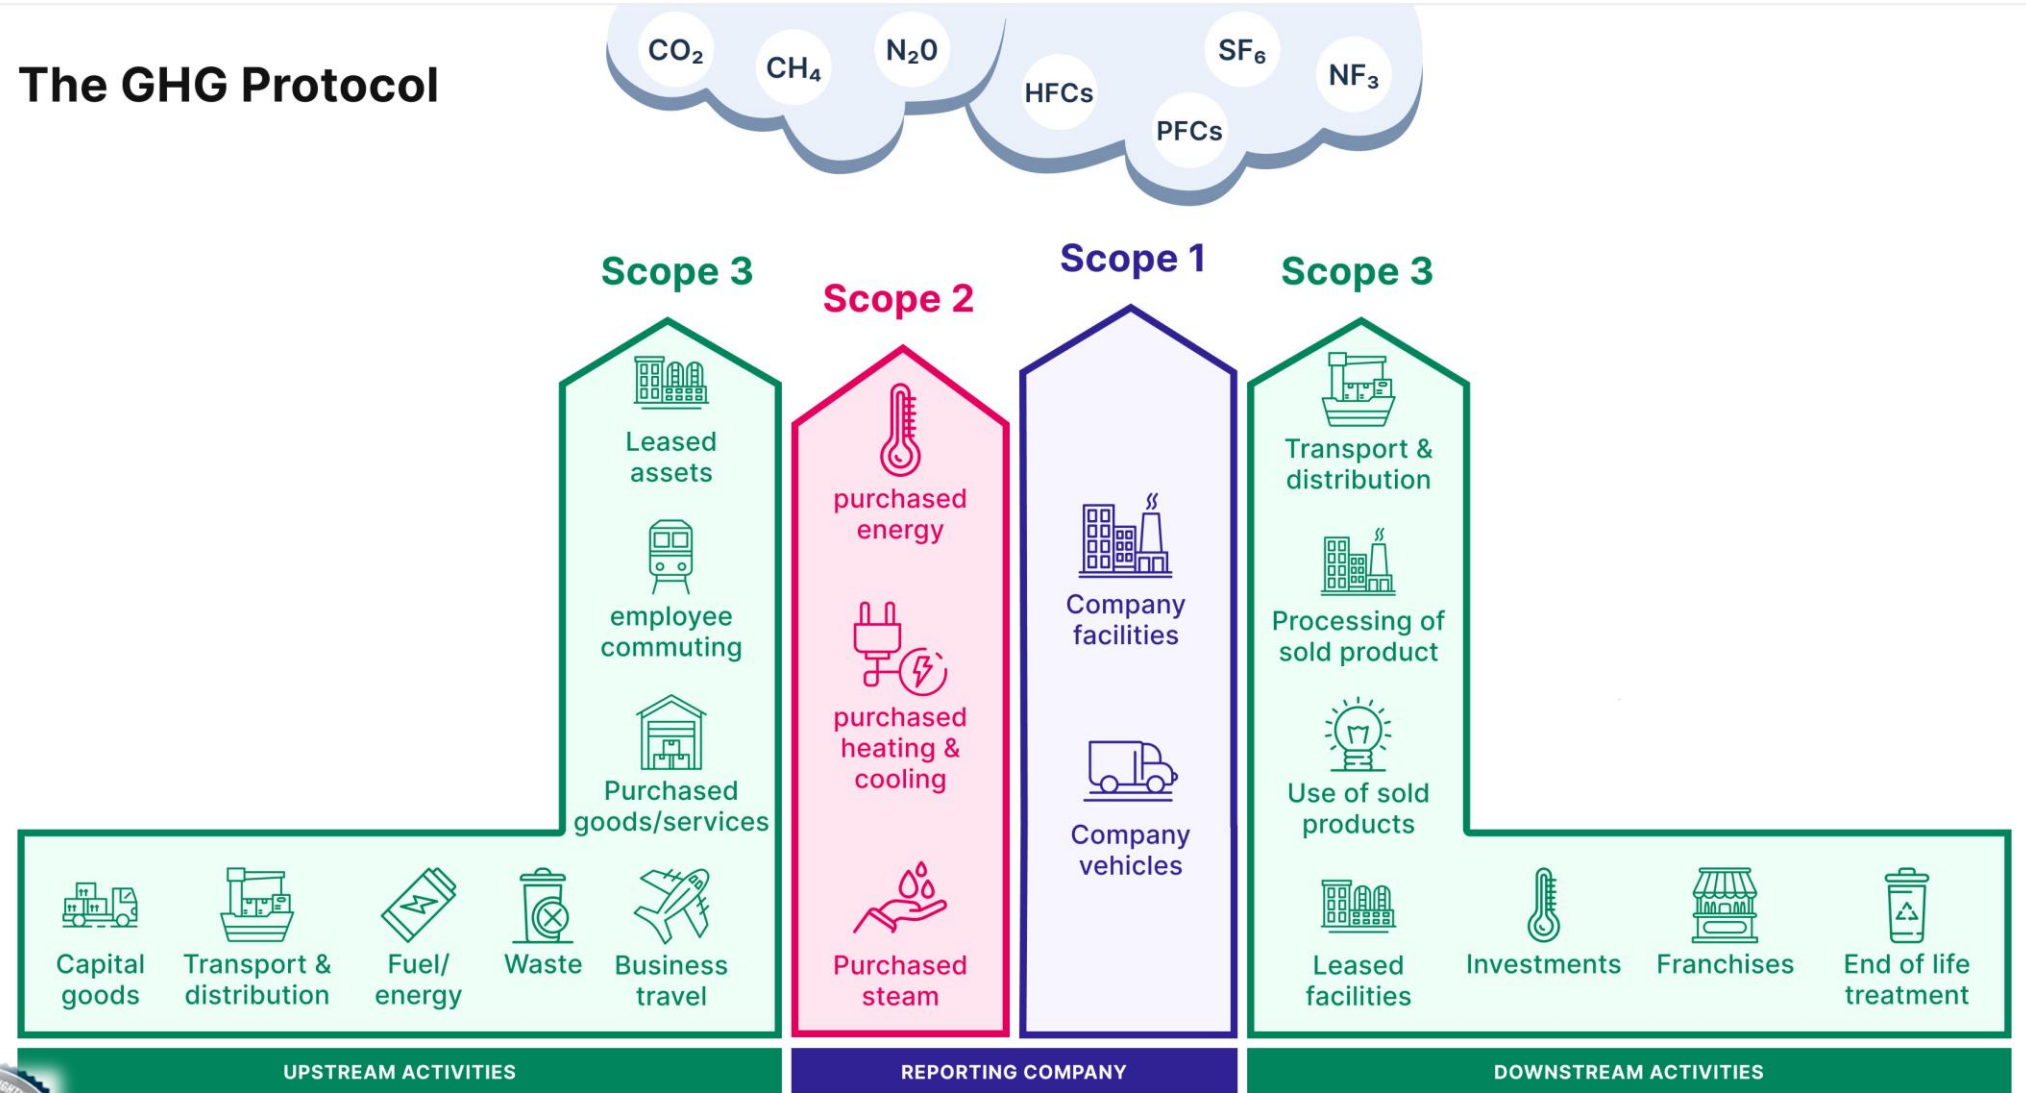 The GHG Protocol
CO₂
CH₄
N₂0
HFCs
PFCs
SF₆
NF₃
Scope 3
Leased
assets
employee
commuting
Purchased
goods/services
Capital
goods
Transport &
distribution
Fuel/
energy
Waste
Business
travel
Scope 2
purchased
energy
purchased
heating &
cooling
Purchased
steam
Scope 1
Company
facilities
Company
vehicles
Scope 3
Transport &
distribution
Processing of
sold product
Use of sold
products
Leased
facilities
Investments
Franchises
End of life
treatment
UPSTREAM ACTIVITIES
REPORTING COMPANY
DOWNSTREAM ACTIVITIES